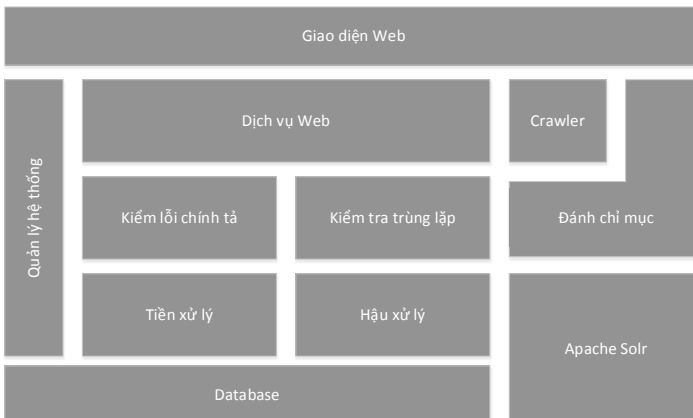 Giao diện Web
Quản lý hệ thống
Dịch vụ Web
Crawler
Kiểm lỗi chính tả
Kiểm tra trùng lặp
Đánh chỉ mục
Tiền xử lý
Hậu xử lý
Apache Solr
Database